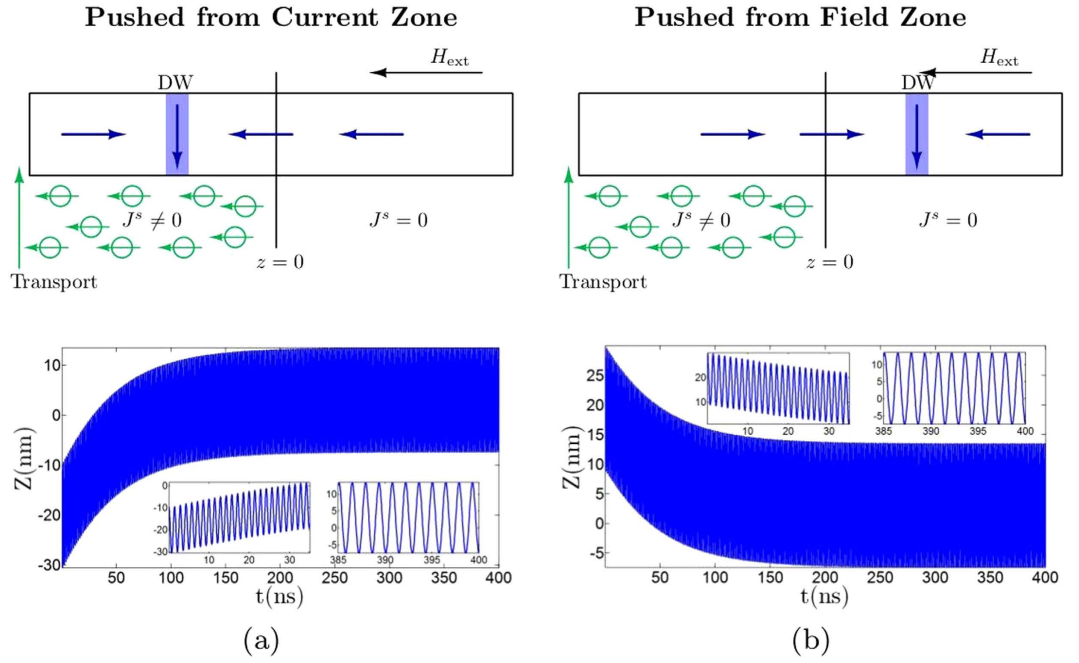 Pushed from Current Zone
Pushed from Field Zone
H_ext
DW
J^s ≠ 0
J^s = 0
z = 0
Transport
H_ext
DW
J^s ≠ 0
J^s = 0
z = 0
Transport
Z(nm)
10
0
-10
-20
-30
50 100 150 200 250 300 350 400
t(ns)
0
-10
-20
-30
10 20 30
10
5
0
-5
385 390 395 400
(a)
Z(nm)
25
20
15
10
5
0
-5
50 100 150 200 250 300 350 400
t(ns)
20
10
10 20 30
10
5
0
-5
385 390 395 400
(b)